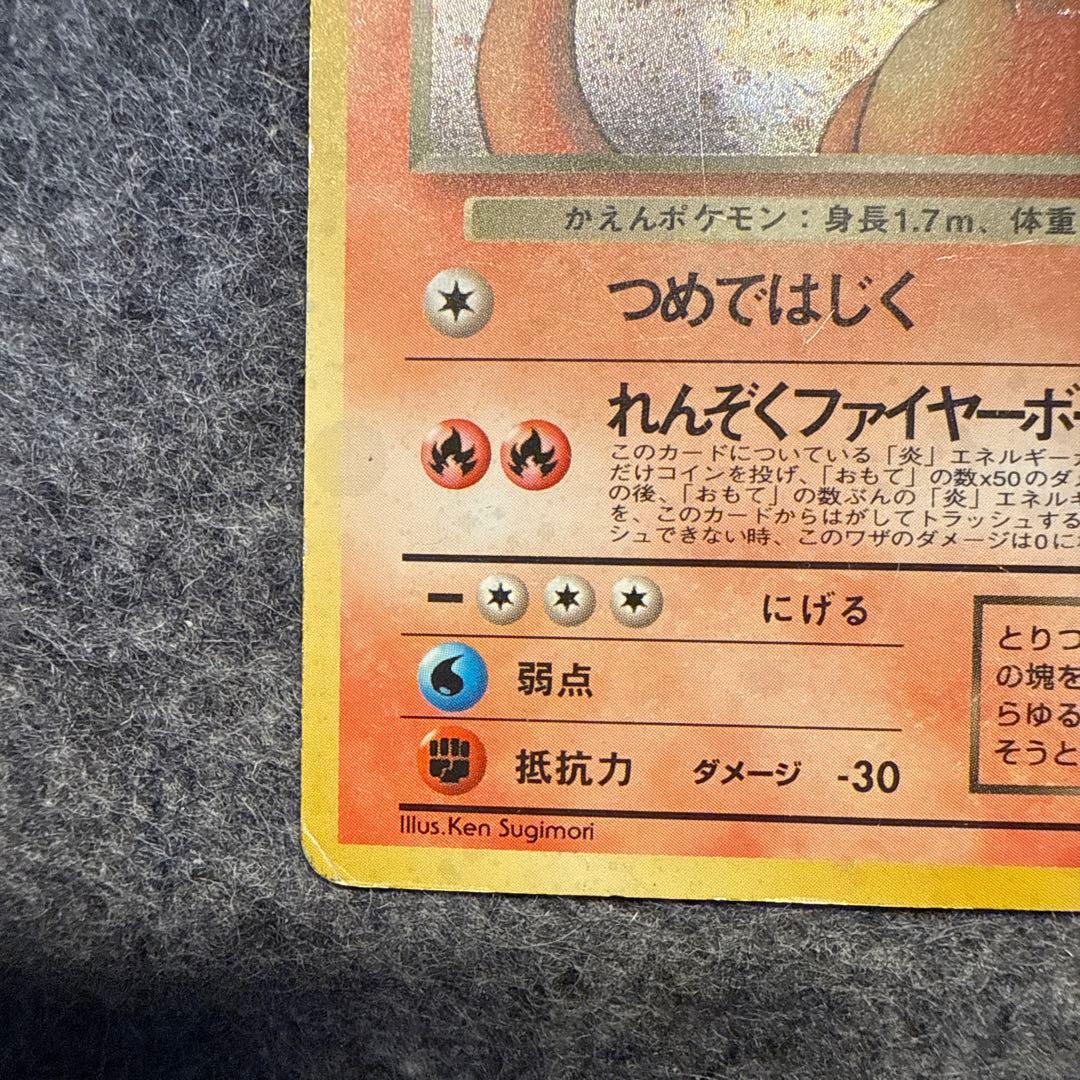 かえんポケモン：身長1.7m、体重
つめではじく
れんぞくファイヤーボ
このカードについている「炎」エネルギー
だけコインを投げ、「おもて」の数x50のダメ
の後、「おもて」の数ぶんの「炎」エネルギ
を、このカードからはがしてトラッシュする
シュできない時、このワザのダメージは0に
にげる
弱点
抵抗力 ダメージ -30
とりつ
の塊を
らゆる
そうと
Illus.Ken Sugimori